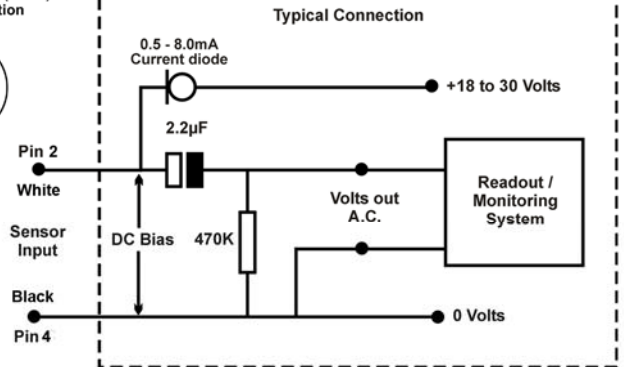 tion
Typical Connection
0.5 - 8.0mA
Current diode
+18 to 30 Volts
2.2µF
Pin 2
White
Volts out
A.C.
Readout /
Monitoring
System
Sensor
Input
DC Bias
470K
Black
0 Volts
Pin 4